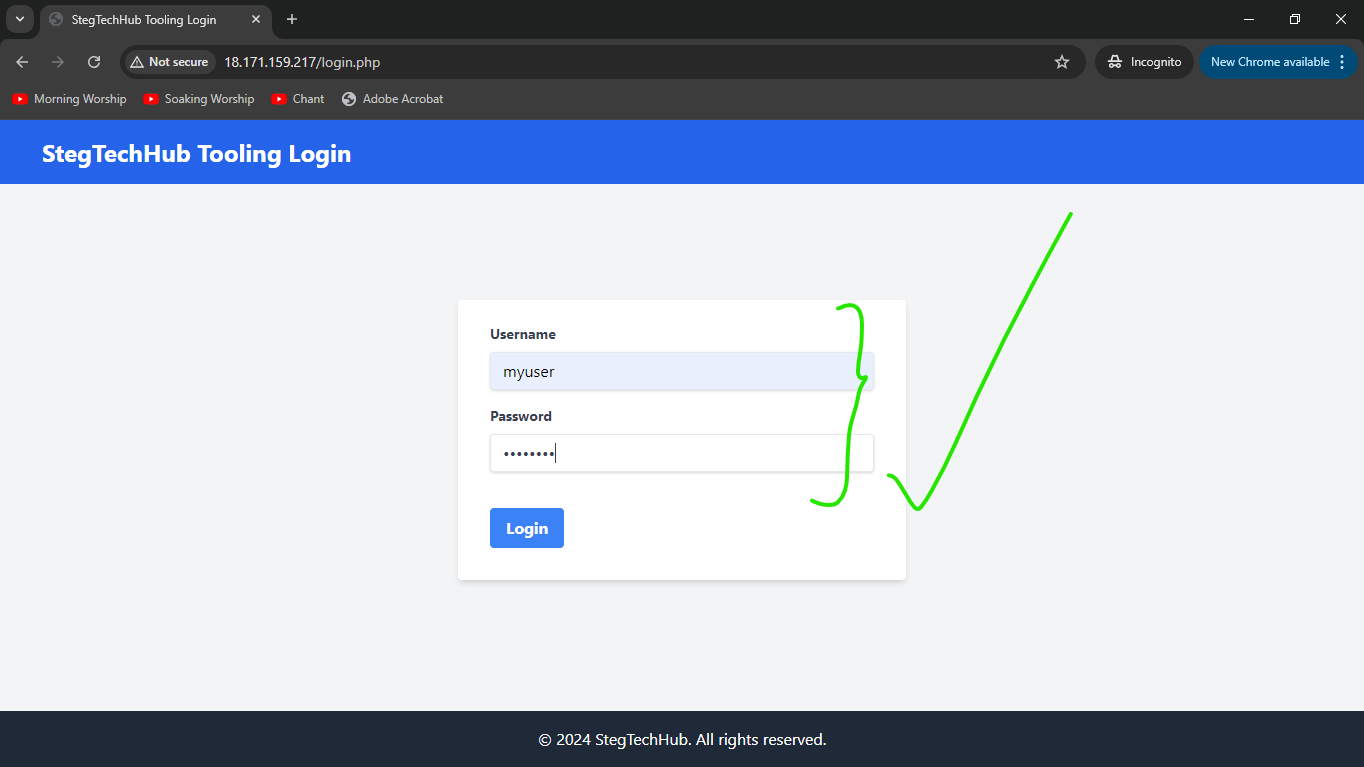 StegTechHub Tooling Login
Not secure 18.171.159.217/login.php Incognito New Chrome available
Morning Worship Soaking Worship Chant Adobe Acrobat
StegTechHub Tooling Login
Username
myuser
Password
••••••••
Login
© 2024 StegTechHub. All rights reserved.